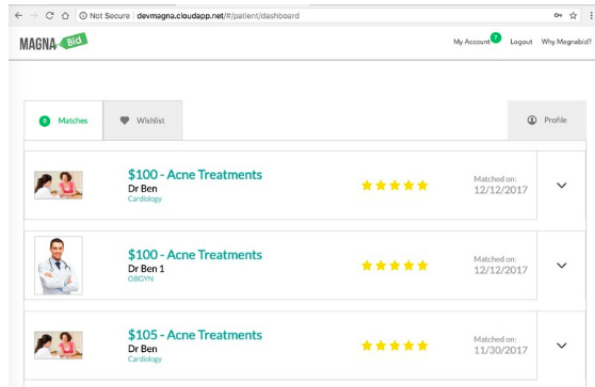 Not Secure | devmagna.cloudapp.net/#/patient/dashboard
MAGNA Bid
My Account 7 Logout Why Magnabid?
0 Matches Wishlist Profile
$100 - Acne Treatments
Dr Ben
Cardiology
Matched on:
12/12/2017
$100 - Acne Treatments
Dr Ben 1
OBGYN
Matched on:
12/12/2017
$105 - Acne Treatments
Dr Ben
Cardiology
Matched on:
11/30/2017